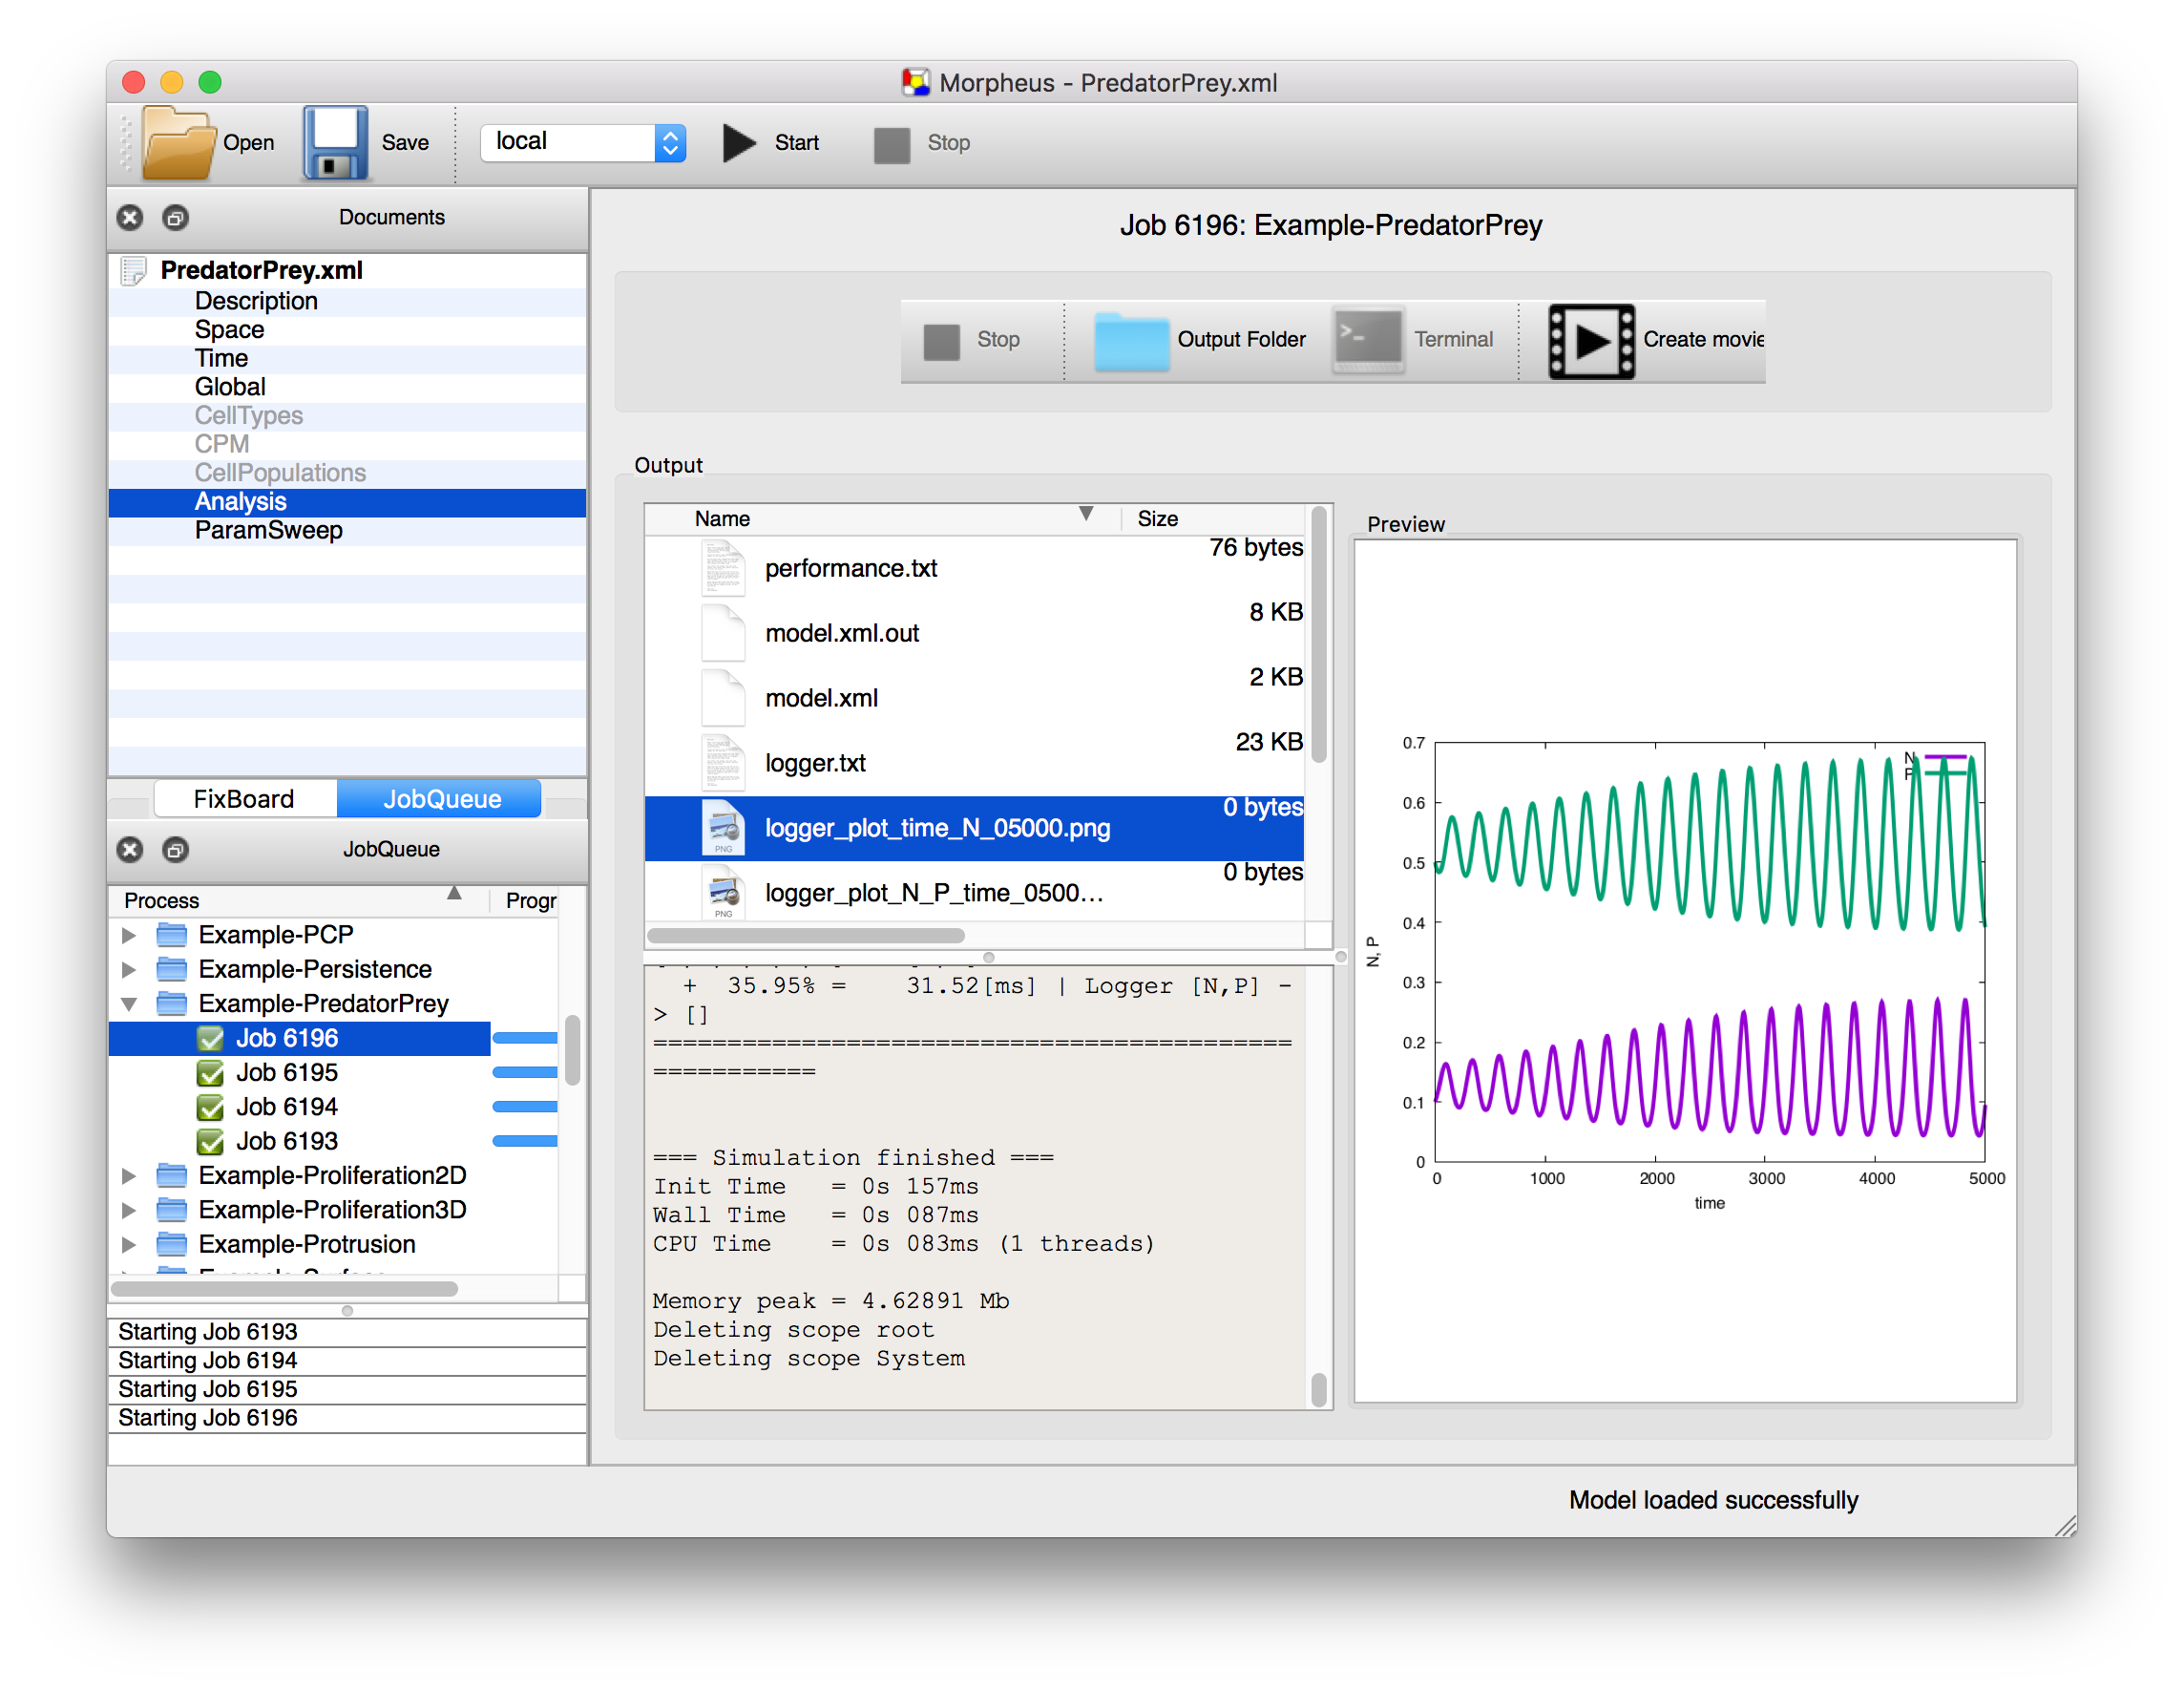 Morpheus - PredatorPrey.xml
Open
Save
local
Start
Stop
Documents
PredatorPrey.xml
Description
Space
Time
Global
CellTypes
CPM
CellPopulations
Analysis
ParamSweep
FixBoard
JobQueue
JobQueue
Process
Progr
Example-PCP
Example-Persistence
Example-PredatorPrey
Job 6196
Job 6195
Job 6194
Job 6193
Example-Proliferation2D
Example-Proliferation3D
Example-Protrusion
Starting Job 6193
Starting Job 6194
Starting Job 6195
Starting Job 6196
Job 6196: Example-PredatorPrey
Stop
Output Folder
Terminal
Create movie
Output
Name
Size
performance.txt
76 bytes
model.xml.out
8 KB
model.xml
2 KB
logger.txt
23 KB
PNG
logger_plot_time_N_05000.png
0 bytes
PNG
logger_plot_N_P_time_0500...
0 bytes
+ 35.95% = 31.52[ms] | Logger [N,P] -
> []
===========================================
===========
=== Simulation finished ===
Init Time = 0s 157ms
Wall Time = 0s 087ms
CPU Time = 0s 083ms (1 threads)
Memory peak = 4.62891 Mb
Deleting scope root
Deleting scope System
Preview
0.7
0.6
0.5
0.4
0.3
0.2
0.1
0
N, P
N
P
0
1000
2000
3000
4000
5000
time
Model loaded successfully